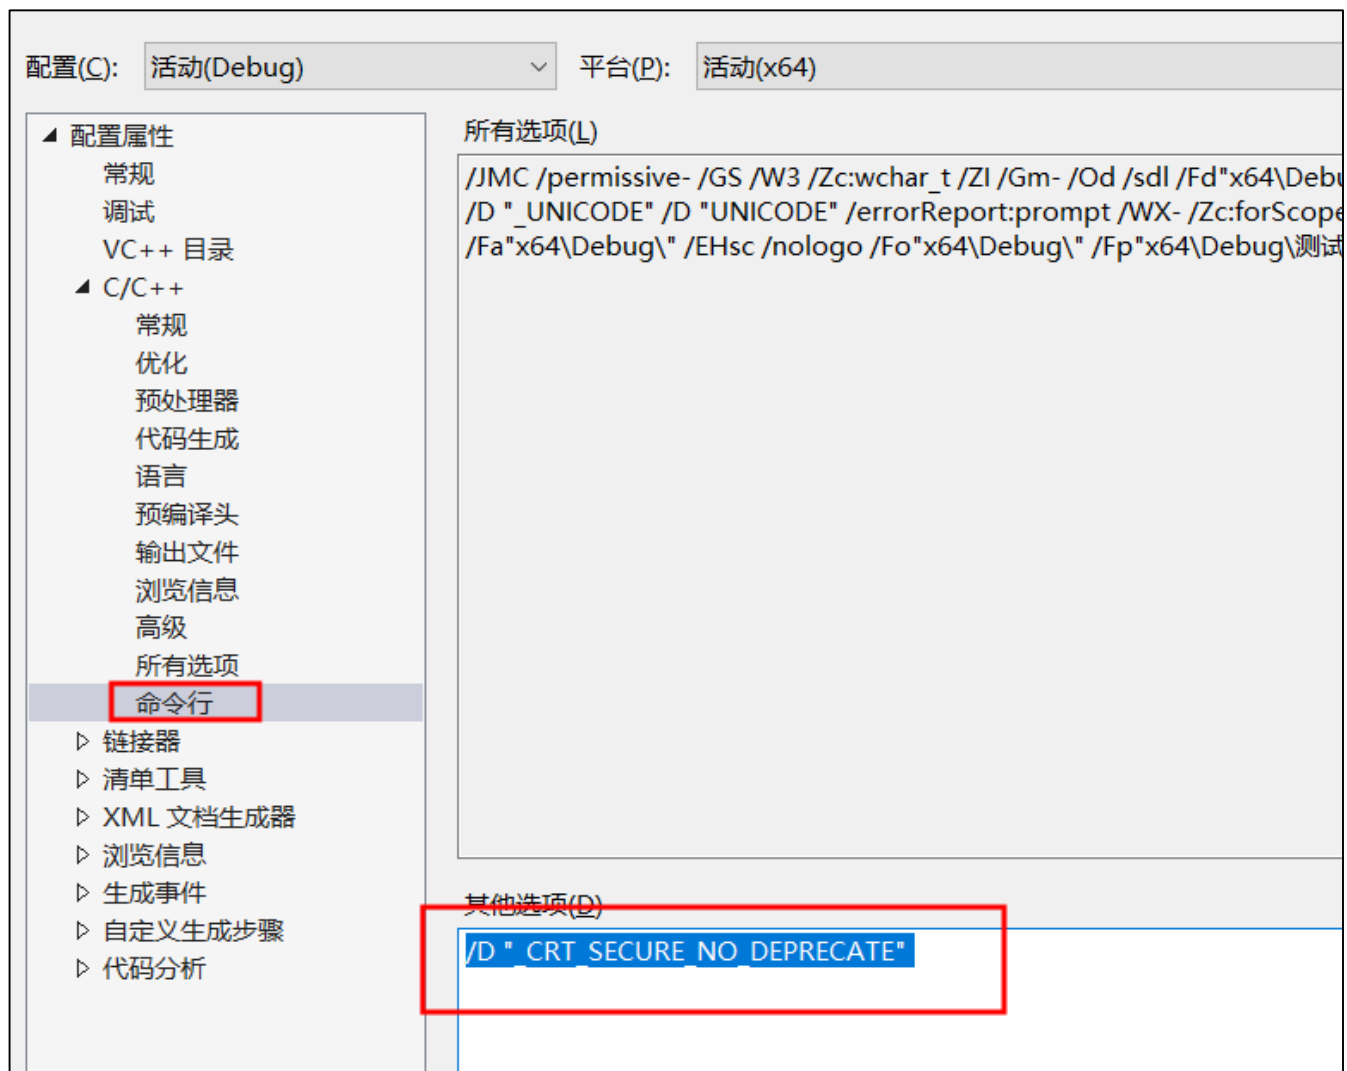 配置(C): 活动(Debug) 平台(P): 活动(x64)
配置属性
常规
调试
VC++ 目录
C/C++
常规
优化
预处理器
代码生成
语言
预编译头
输出文件
浏览信息
高级
所有选项
命令行
链接器
清单工具
XML 文档生成器
浏览信息
生成事件
自定义生成步骤
代码分析
所有选项(L)
/JMC /permissive- /GS /W3 /Zc:wchar_t /ZI /Gm- /Od /sdl /Fd"x64\Debu
/D "_UNICODE" /D "UNICODE" /errorReport:prompt /WX- /Zc:forScope
/Fa"x64\Debug\" /EHsc /nologo /Fo"x64\Debug\" /Fp"x64\Debug\测试
其他选项(D)
/D "_CRT_SECURE_NO_DEPRECATE"